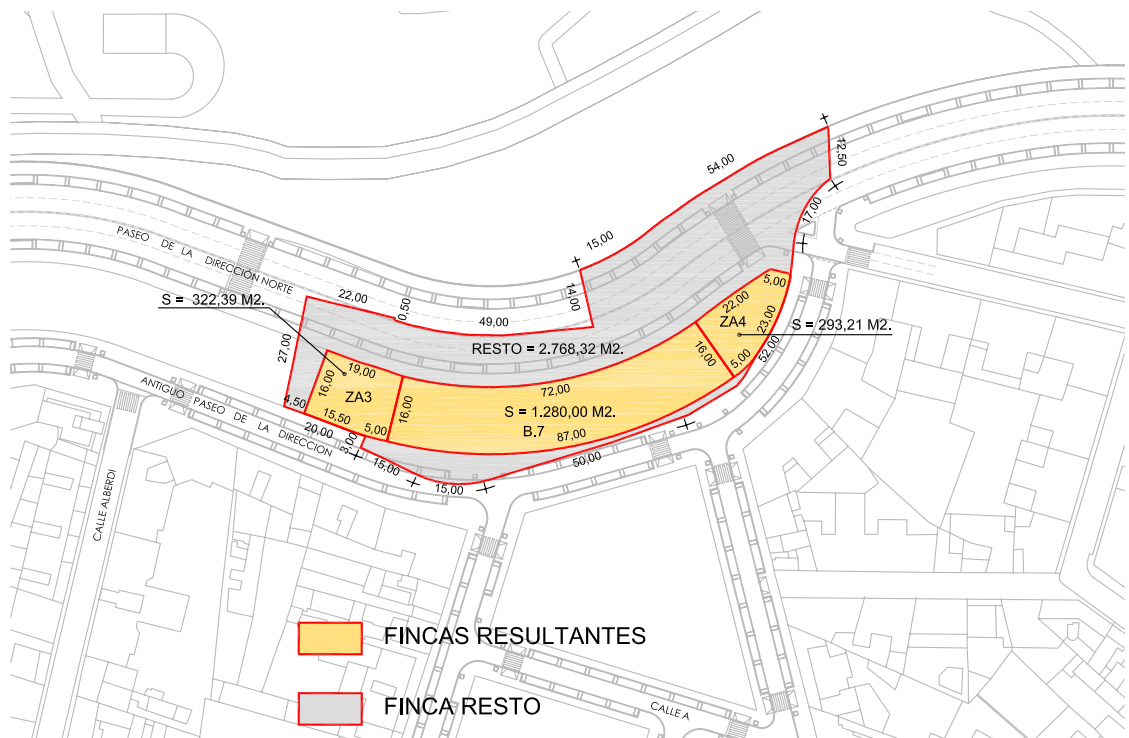 54,00
12,50
17,00
15,00
PASEO DE LA DIRECCIÓN NORTE
14,00
22,00
0,50
5,00
S = 322,39 M2.
49,00
22,00
ZA4
23,00
S = 293,21 M2.
RESTO = 2.768,32 M2.
27,00
16,00
5,00
52,00
19,00
16,00
ZA3
72,00
16,00
4,50
15,50
5,00
S = 1.280,00 M2.
B.7
87,00
ANTIGUO PASEO DE LA DIRECCION
20,00
3,00
15,00
15,00
50,00
CALLE ALBERDI
FINCAS RESULTANTES
FINCA RESTO
CALLE A